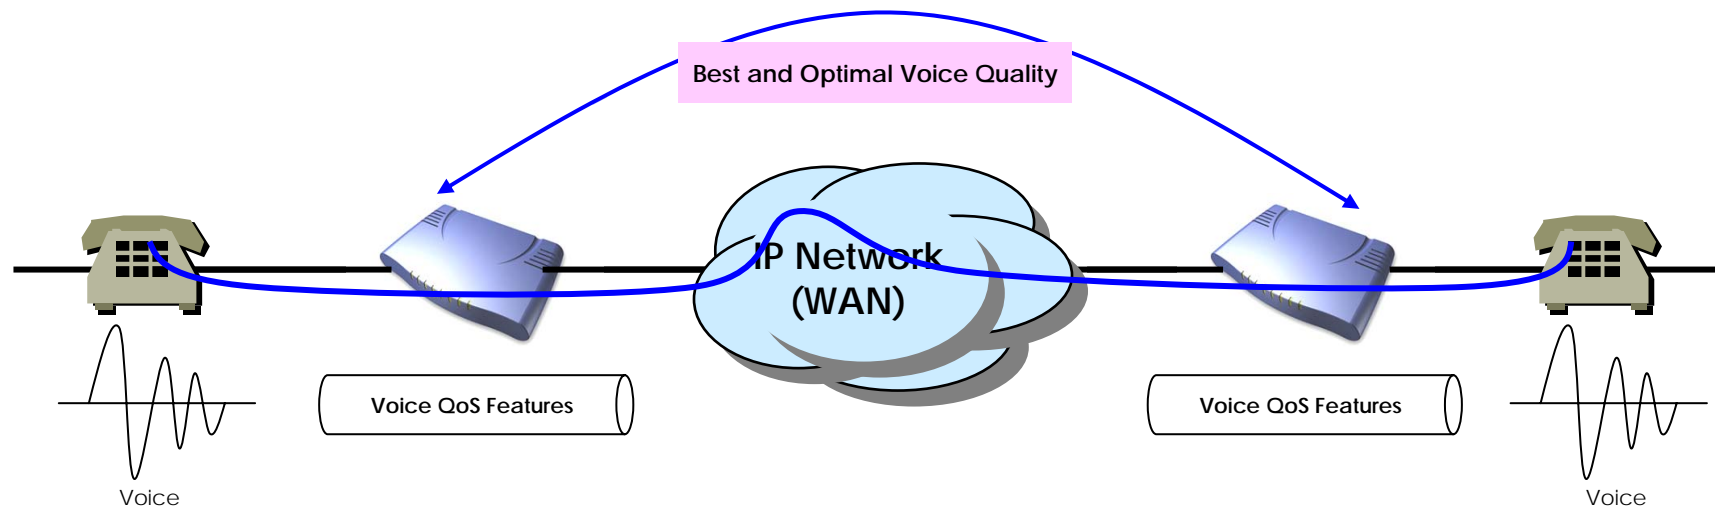 Best and Optimal Voice Quality
IP Network
(WAN)
Voice QoS Features
Voice QoS Features
Voice
Voice